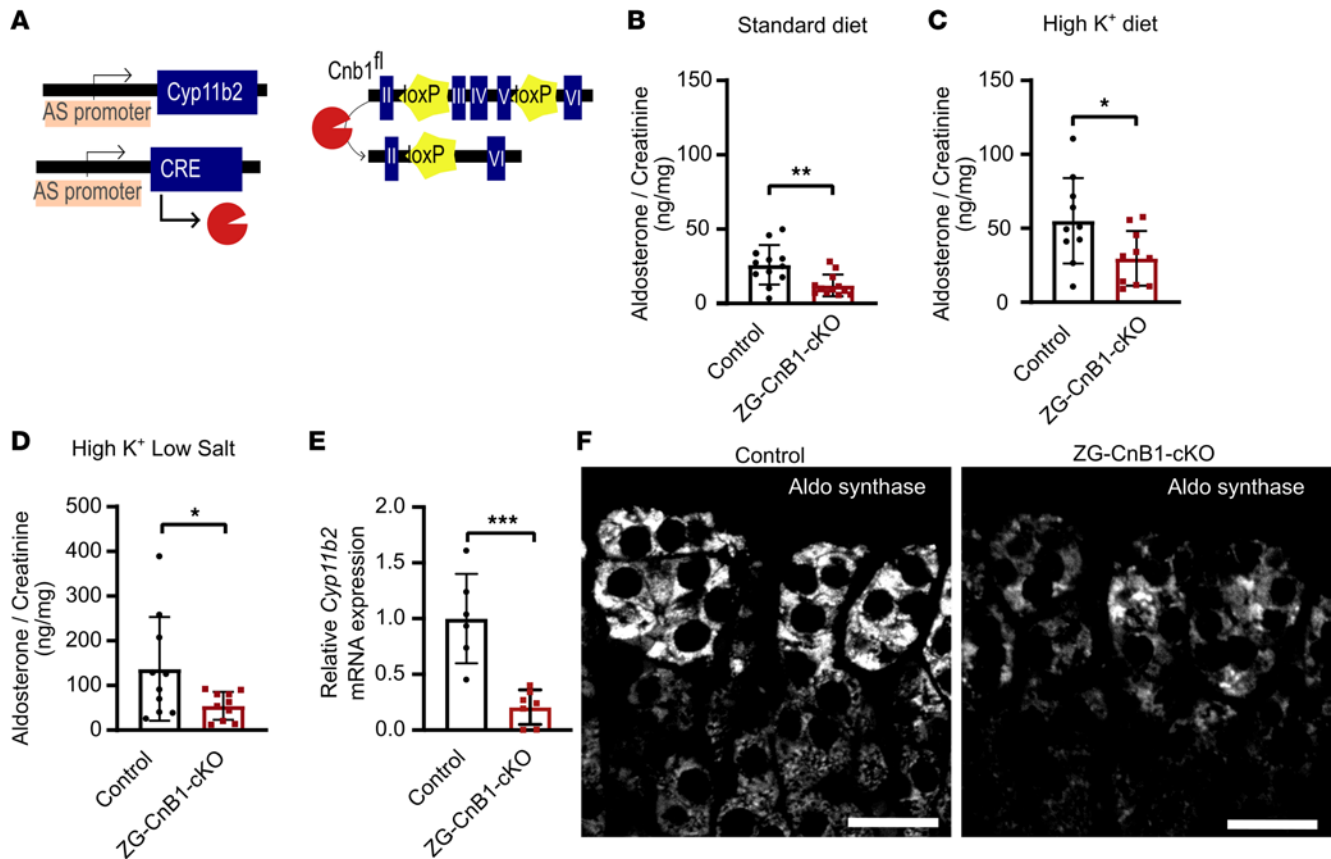 A
Cyp11b2
AS promoter
CRE
AS promoter
Cnb1fl
II loxP III IV V loxP VI
II loxP VI
B
Standard diet
Aldosterone / Creatinine
(ng/mg)
150
100
50
0
**
Control
ZG-CnB1-cKO
C
High K+ diet
Aldosterone / Creatinine
(ng/mg)
150
100
50
0
*
Control
ZG-CnB1-cKO
D
High K+ Low Salt
Aldosterone / Creatinine
(ng/mg)
500
400
300
200
100
0
*
Control
ZG-CnB1-cKO
E
Relative Cyp11b2
mRNA expression
2.0
1.5
1.0
0.5
0.0
***
Control
ZG-CnB1-cKO
F
Control
Aldo synthase
ZG-CnB1-cKO
Aldo synthase